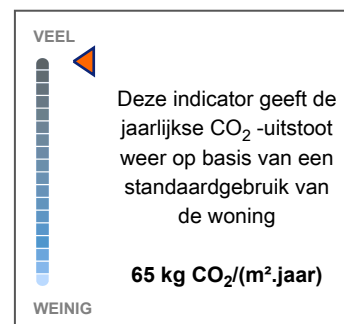 VEEL
Deze indicator geeft de
jaarlijkse CO₂ -uitstoot
weer op basis van een
standaardgebruik van
de woning
65 kg CO₂/(m².jaar)
WEINIG